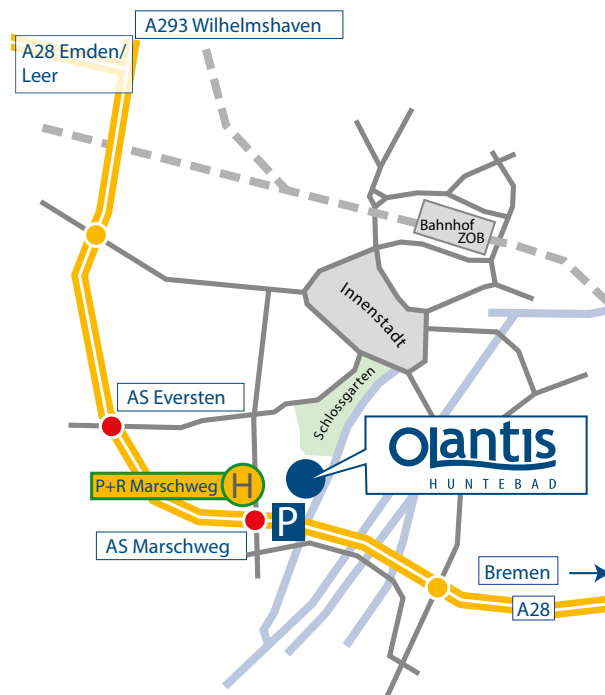 A293 Wilhelmshaven
A28 Emden/
Leer
Bahnhof
ZOB
Innenstadt
Schlossgarten
AS Eversten
OLantis
HUNTEBAD
P+R Marschweg
H
P
AS Marschweg
Bremen
A28